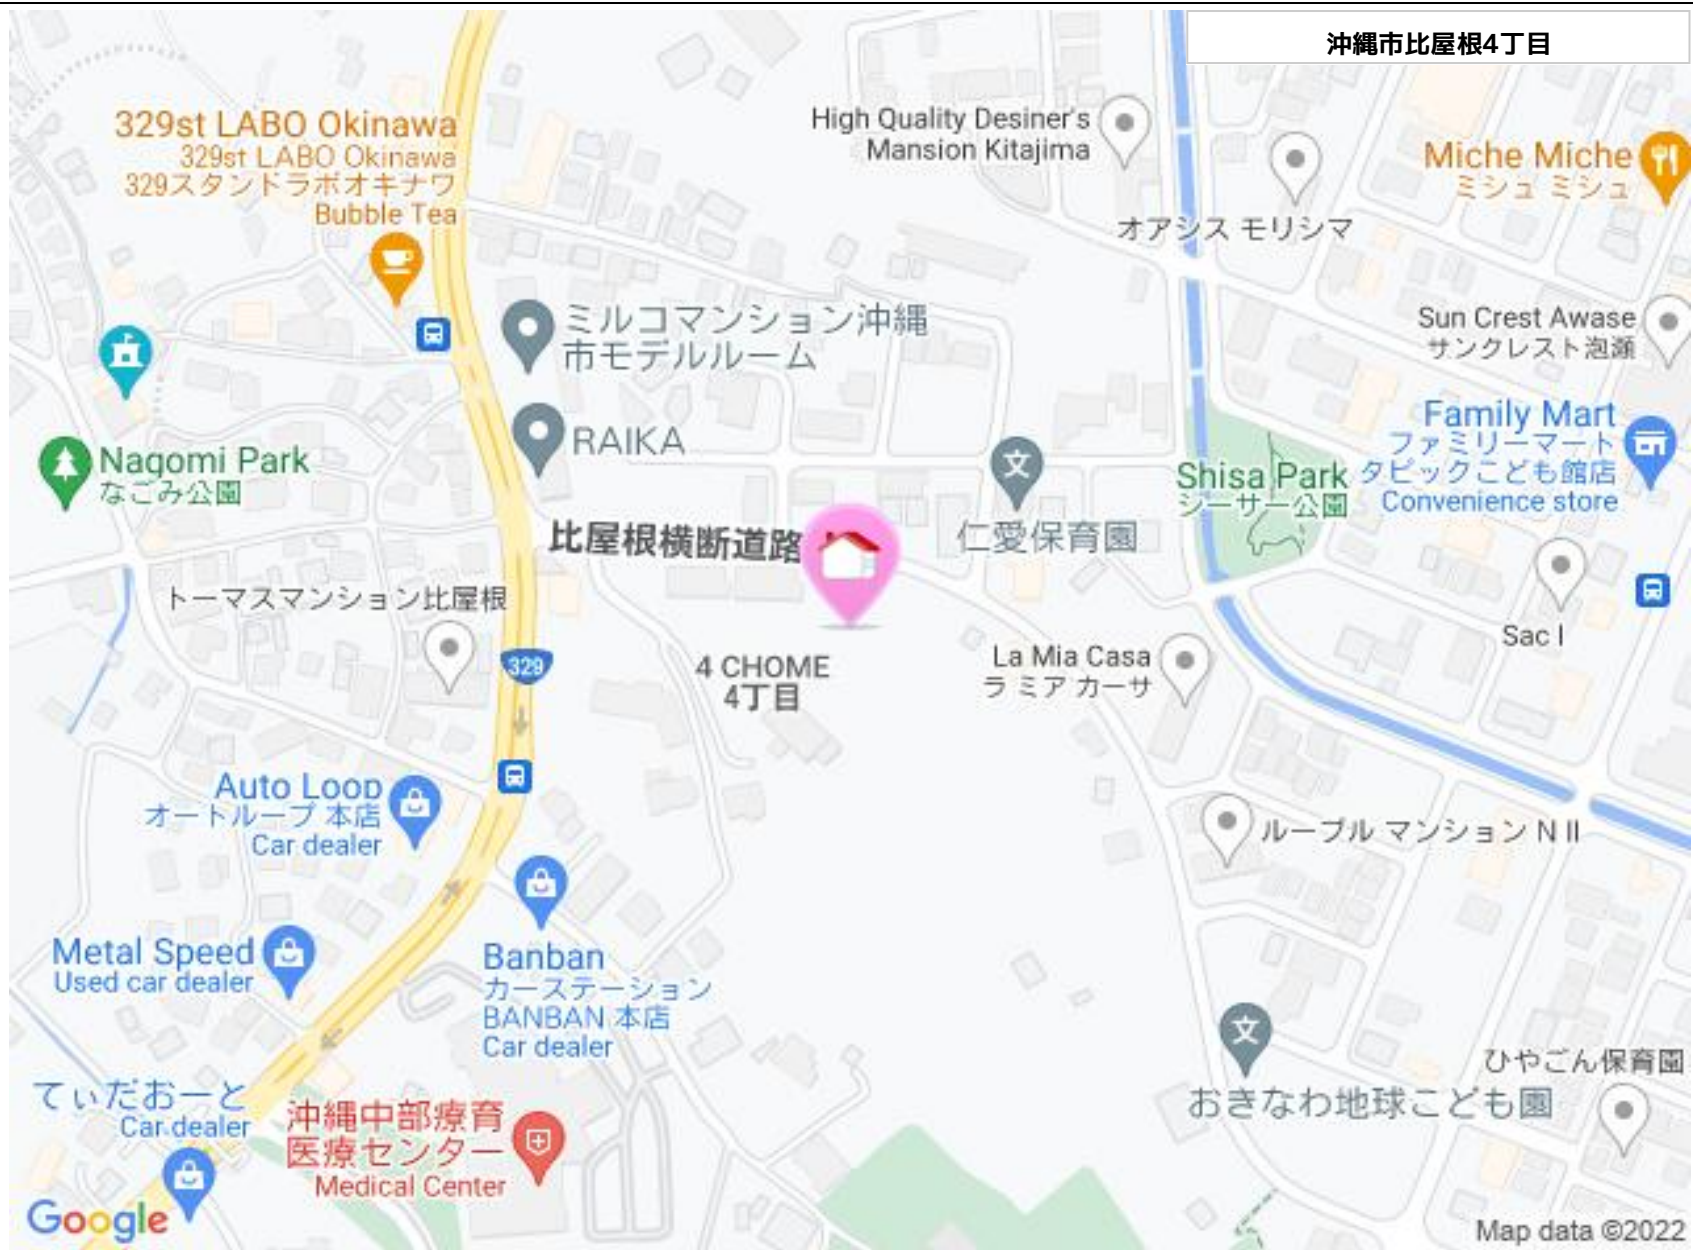 沖縄市比屋根4丁目
329st LABO Okinawa
329st LABO Okinawa
329スタンドラボオキナワ
Bubble Tea
High Quality Desiner's
Mansion Kitajima
オアシス モリシマ
Miche Miche
ミシュ ミシュ
Sun Crest Awase
サンクレスト泡瀬
ミルコマンション沖縄
市モデルルーム
RAIKA
Nagomi Park
なごみ公園
Family Mart
ファミリーマート
タピックこども館店
Convenience store
Shisa Park
シーサー公園
仁愛保育園
比屋根横断道路
トーマスマンション比屋根
329
4 CHOME
4丁目
La Mia Casa
ラ ミア カーサ
Sac I
Auto Loop
オートループ 本店
Car dealer
ルーブル マンション N II
Metal Speed
Used car dealer
Banban
カーステーション
BANBAN 本店
Car dealer
てぃだおーと
Car dealer
沖縄中部療育
医療センター
Medical Center
おきなわ地球こども園
ひやごん保育園
Google
Map data ©2022